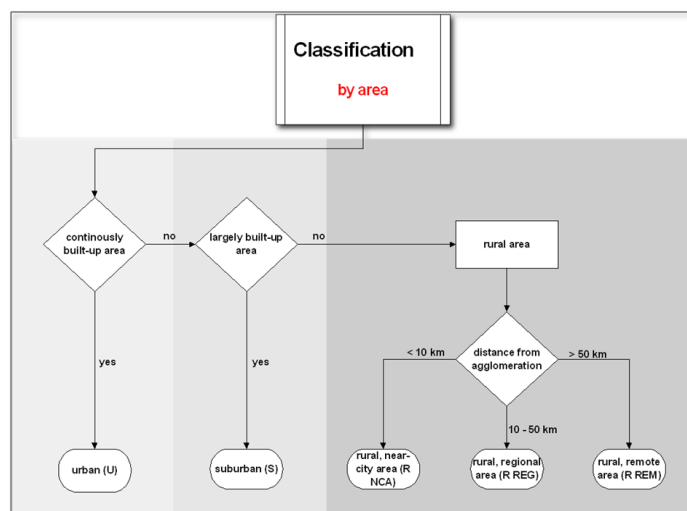 Classification
by area
continously
built-up area
no
largely built-up
area
no
rural area
yes
yes
< 10 km
distance from
agglomeration
> 50 km
10 - 50 km
urban (U)
suburban (S)
rural, near-
city area (R
NCA)
rural, regional
area (R REG)
rural, remote
area (R REM)